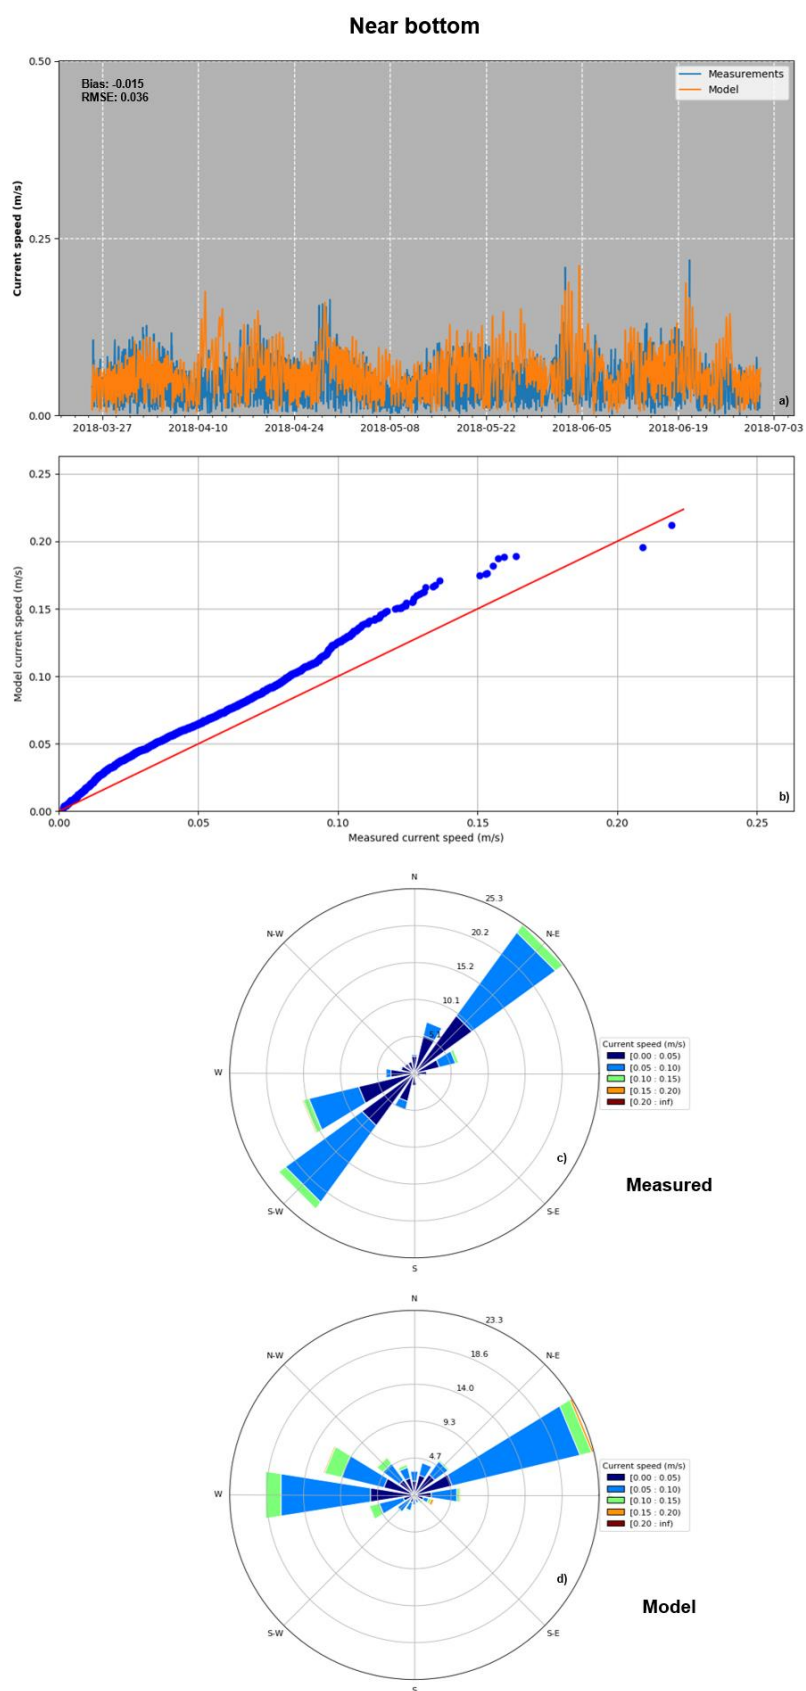 Near bottom
0.50
Bias: -0.015
RMSE: 0.036
Measurements
Model
Current speed (m/s)
0.25
0.00
a)
2018-03-27 2018-04-10 2018-04-24 2018-05-08 2018-05-22 2018-06-05 2018-06-19 2018-07-03
0.25
0.20
0.15
Model current speed (m/s)
0.10
0.05
0.00
b)
0.00 0.05 0.10 0.15 0.20 0.25
Measured current speed (m/s)
N
25.3
N-W
N-E
20.2
15.2
10.1
Current speed (m/s)
[0.00 : 0.05)
[0.05 : 0.10)
[0.10 : 0.15)
[0.15 : 0.20)
[0.20 : inf)
W
c)
Measured
S-W
S-E
S
N
23.3
N-W
N-E
18.6
14.0
9.3
4.7
Current speed (m/s)
[0.00 : 0.05)
[0.05 : 0.10)
[0.10 : 0.15)
[0.15 : 0.20)
[0.20 : inf)
W
d)
Model
S-W
S-E
S